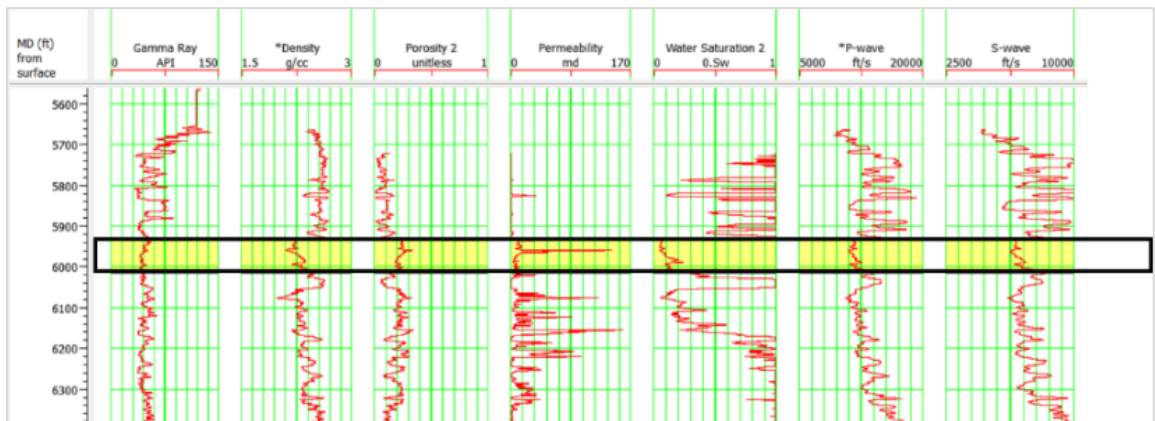 MD (ft)
from
surface
Gamma Ray
0 API 150
*Density
1.5 g/cc 3
Porosity 2
0 unitless 1
Permeability
0 md 170
Water Saturation 2
0 0.5w 1
*P-wave
5000 ft/s 20000
S-wave
2500 ft/s 10000
5600
5700
5800
5900
6000
6100
6200
6300